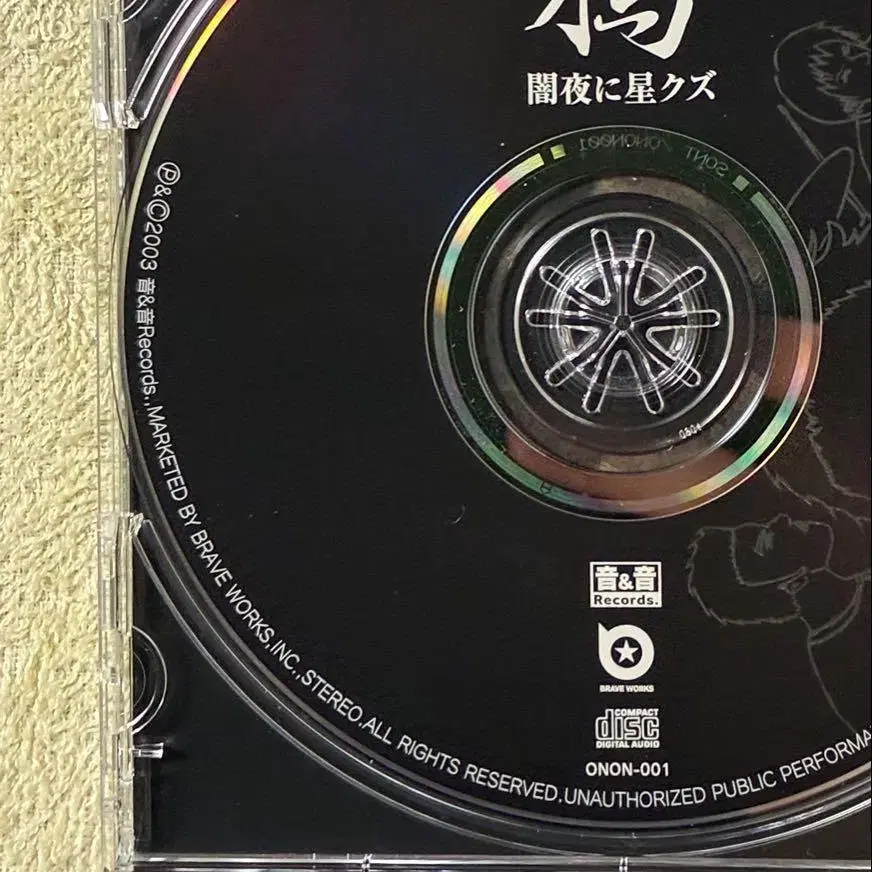 闇夜に星クズ
℗&©2003 音&音Records.,MARKETED BY BRAVE WORKS,INC.,STEREO.ALL RIGHTS RESERVED.UNAUTHORIZED PUBLIC PERFORMA
音&音
Records.
BRAVE WORKS
COMPACT
disc
DIGITAL AUDIO
ONON-001